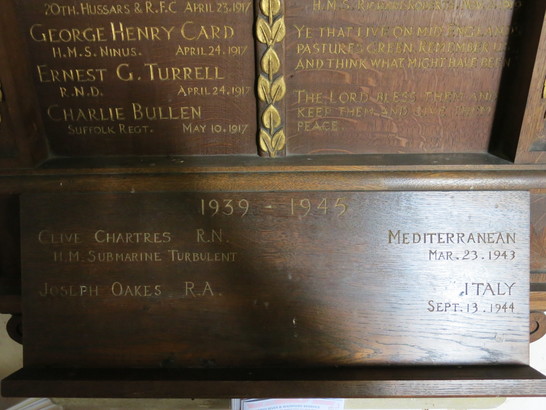 20TH. HUSSARS & R.F.C APRIL 23.1917
GEORGE HENRY CARD
H.M.S. NINUS. APRIL 24.1917
ERNEST G. TURRELL
R.N.D. APRIL 24.1917
CHARLIE BULLEN
SUFFOLK REGT. MAY 10.1917
H.M.S.
YE THAT LIVE ON MID ENGLAND'S
PASTURES GREEN, REMEMBER US
AND THINK WHAT MIGHT HAVE BEEN
THE LORD BLESS THEM AND
KEEP THEM AND
PEACE.
1939 - 1945
CLIVE CHARTRES R.N. MEDITERRANEAN
H.M. SUBMARINE TURBULENT MAR. 23. 1943
JOSEPH OAKES R.A. ITALY
SEPT. 13. 1944